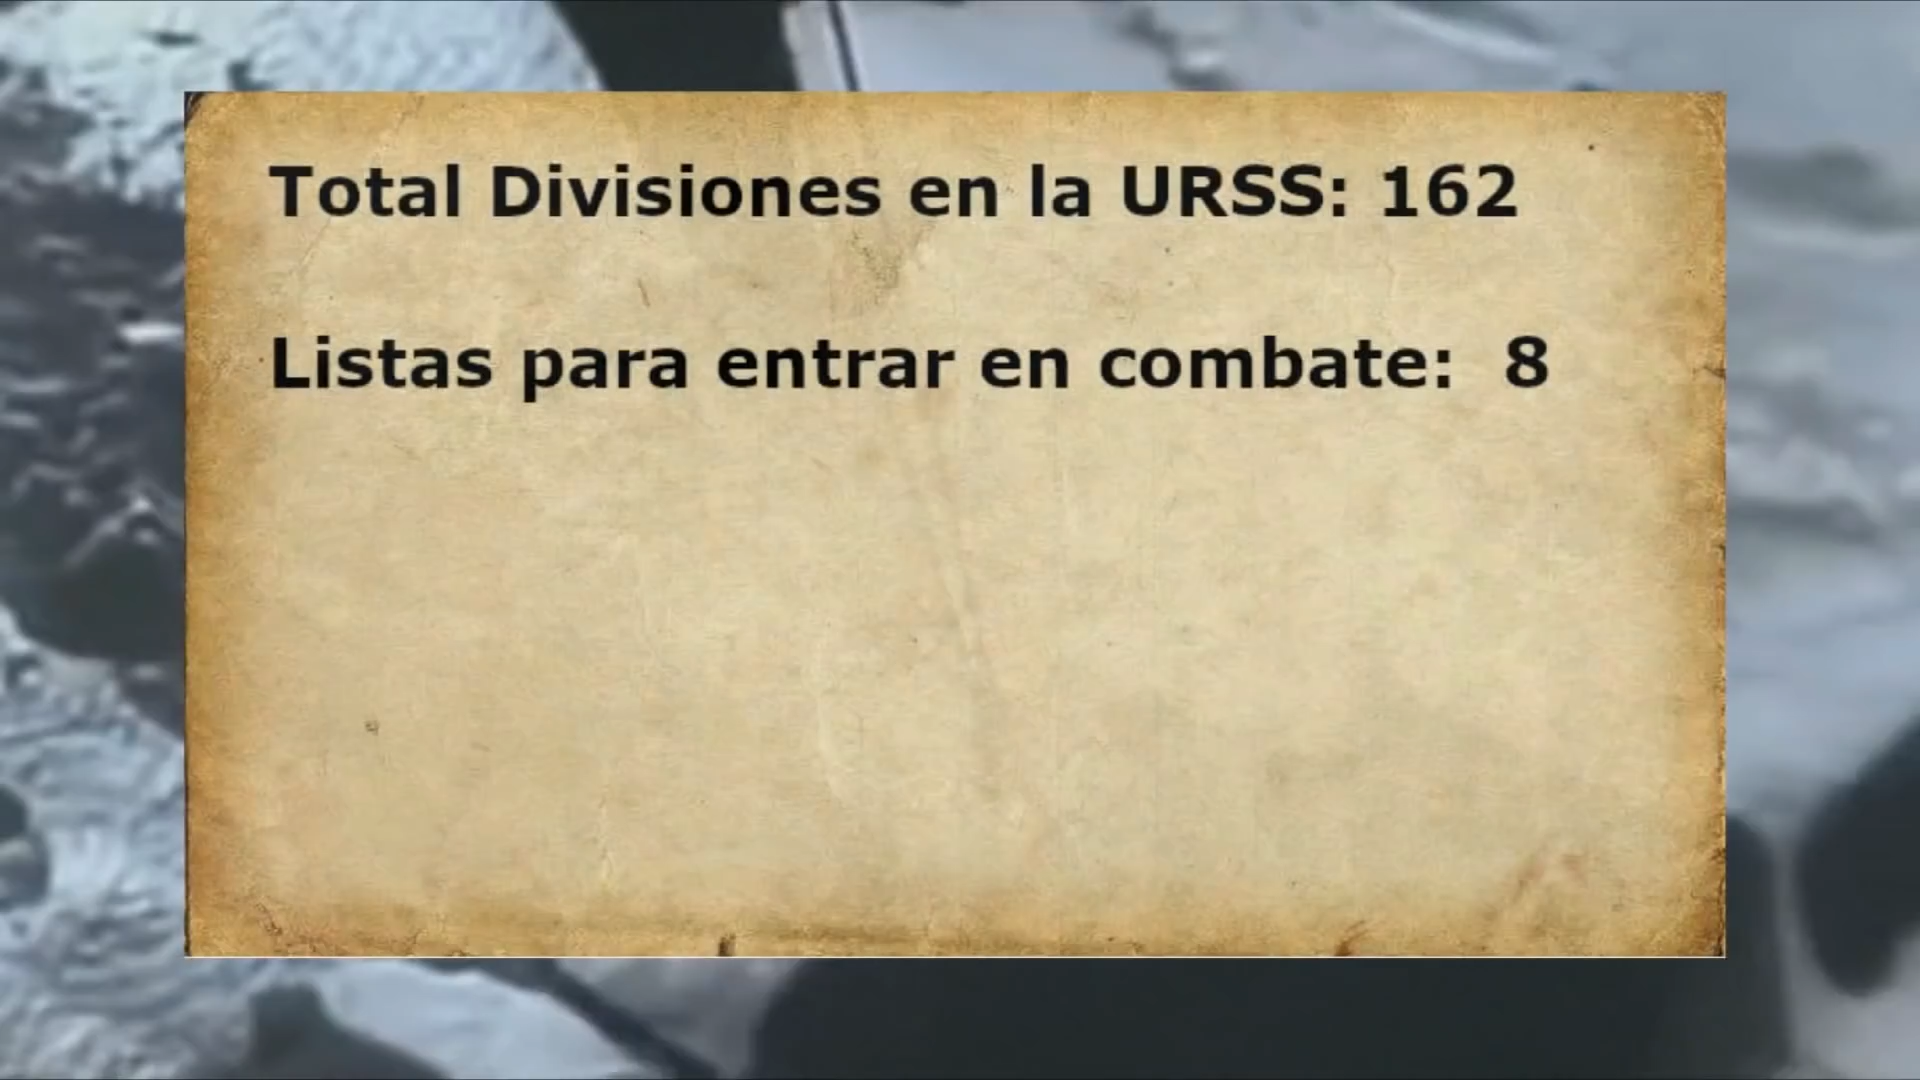 Total Divisiones en la URSS: 162
Listas para entrar en combate: 8